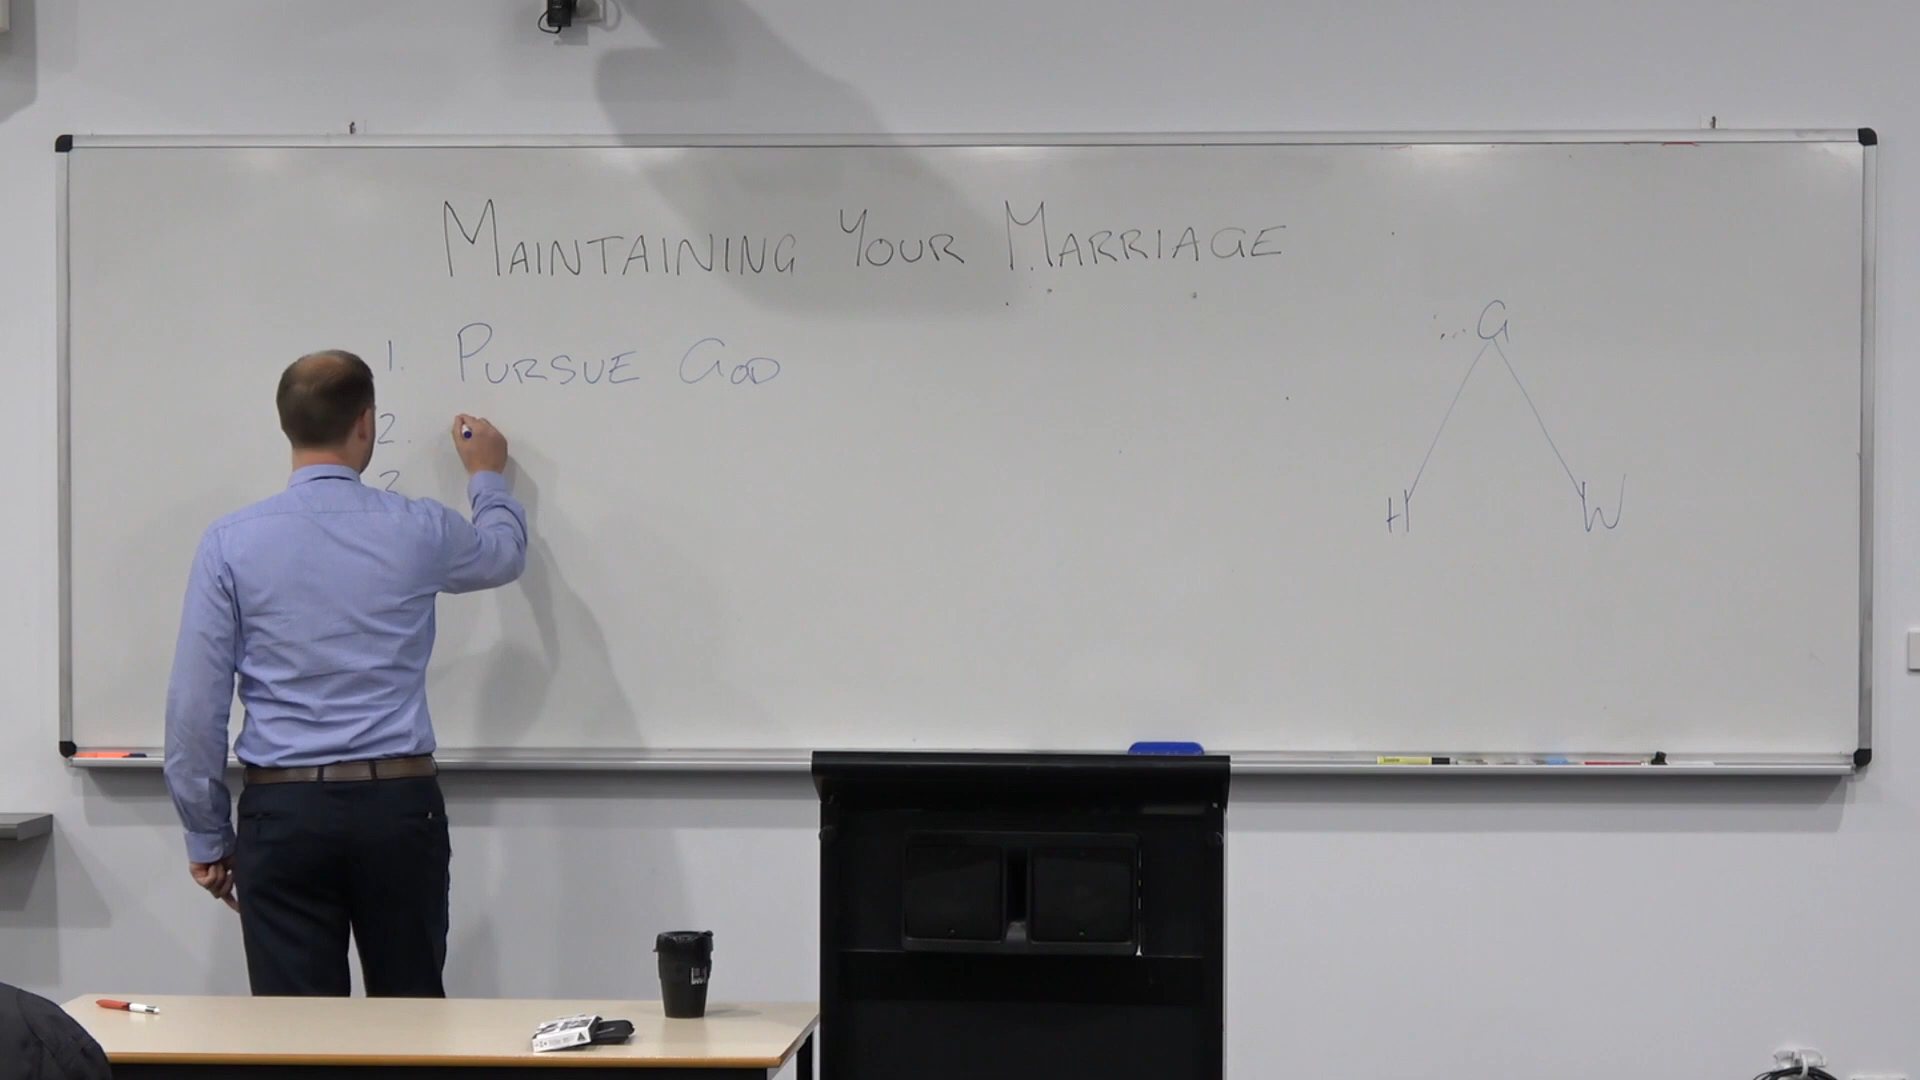 MAINTAINING YOUR MARRIAGE
1. PURSUE GOD
2.
G
H W